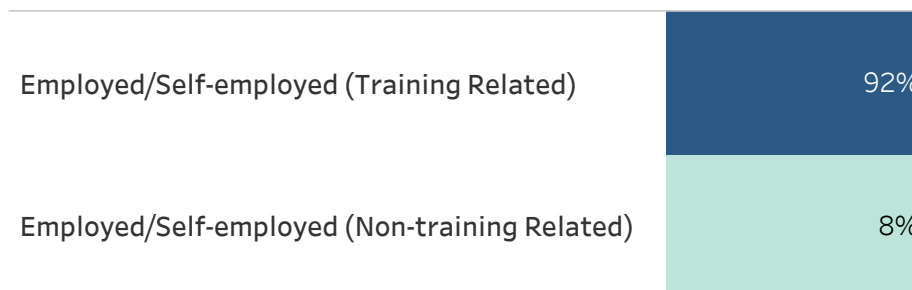 Employed/Self-employed (Training Related) 92%
Employed/Self-employed (Non-training Related) 8%